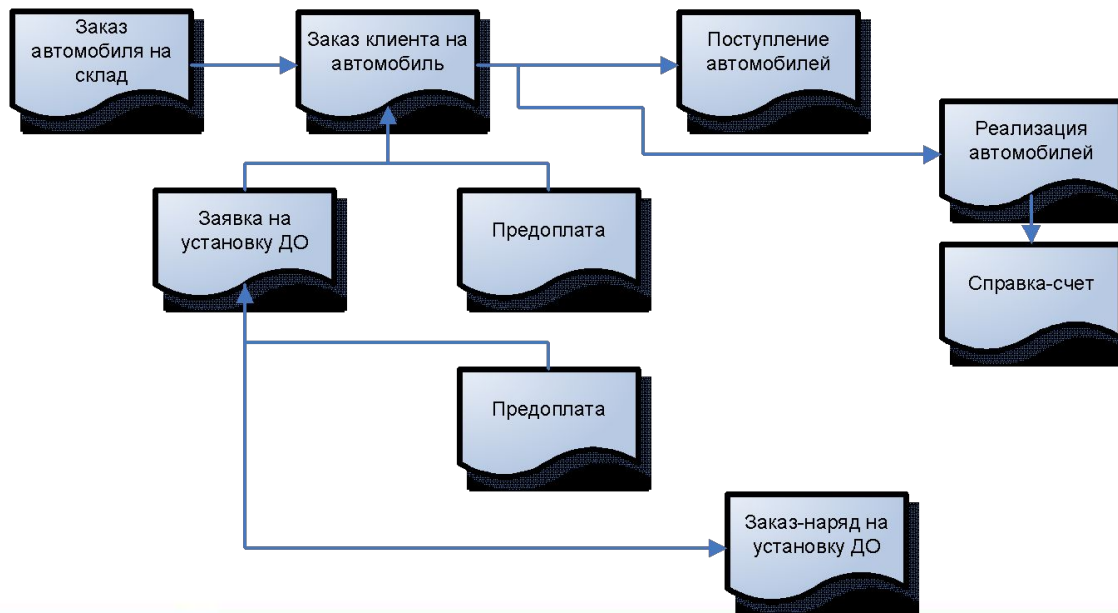 Заказ
автомобиля на
склад
Заказ клиента на
автомобиль
Поступление
автомобилей
Реализация
автомобилей
Заявка на
установку ДО
Предоплата
Справка-счет
Предоплата
Заказ-наряд на
установку ДО